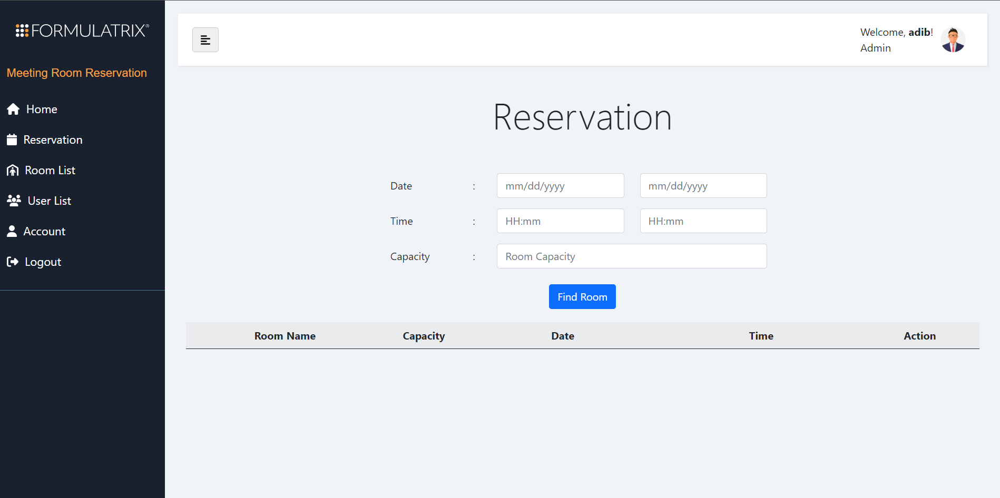 FORMULATRIX®
Meeting Room Reservation
Home
Reservation
Room List
User List
Account
Logout
Welcome, adib!
Admin
Reservation
Date : mm/dd/yyyy mm/dd/yyyy
Time : HH:mm HH:mm
Capacity : Room Capacity
Find Room
Room Name Capacity Date Time Action